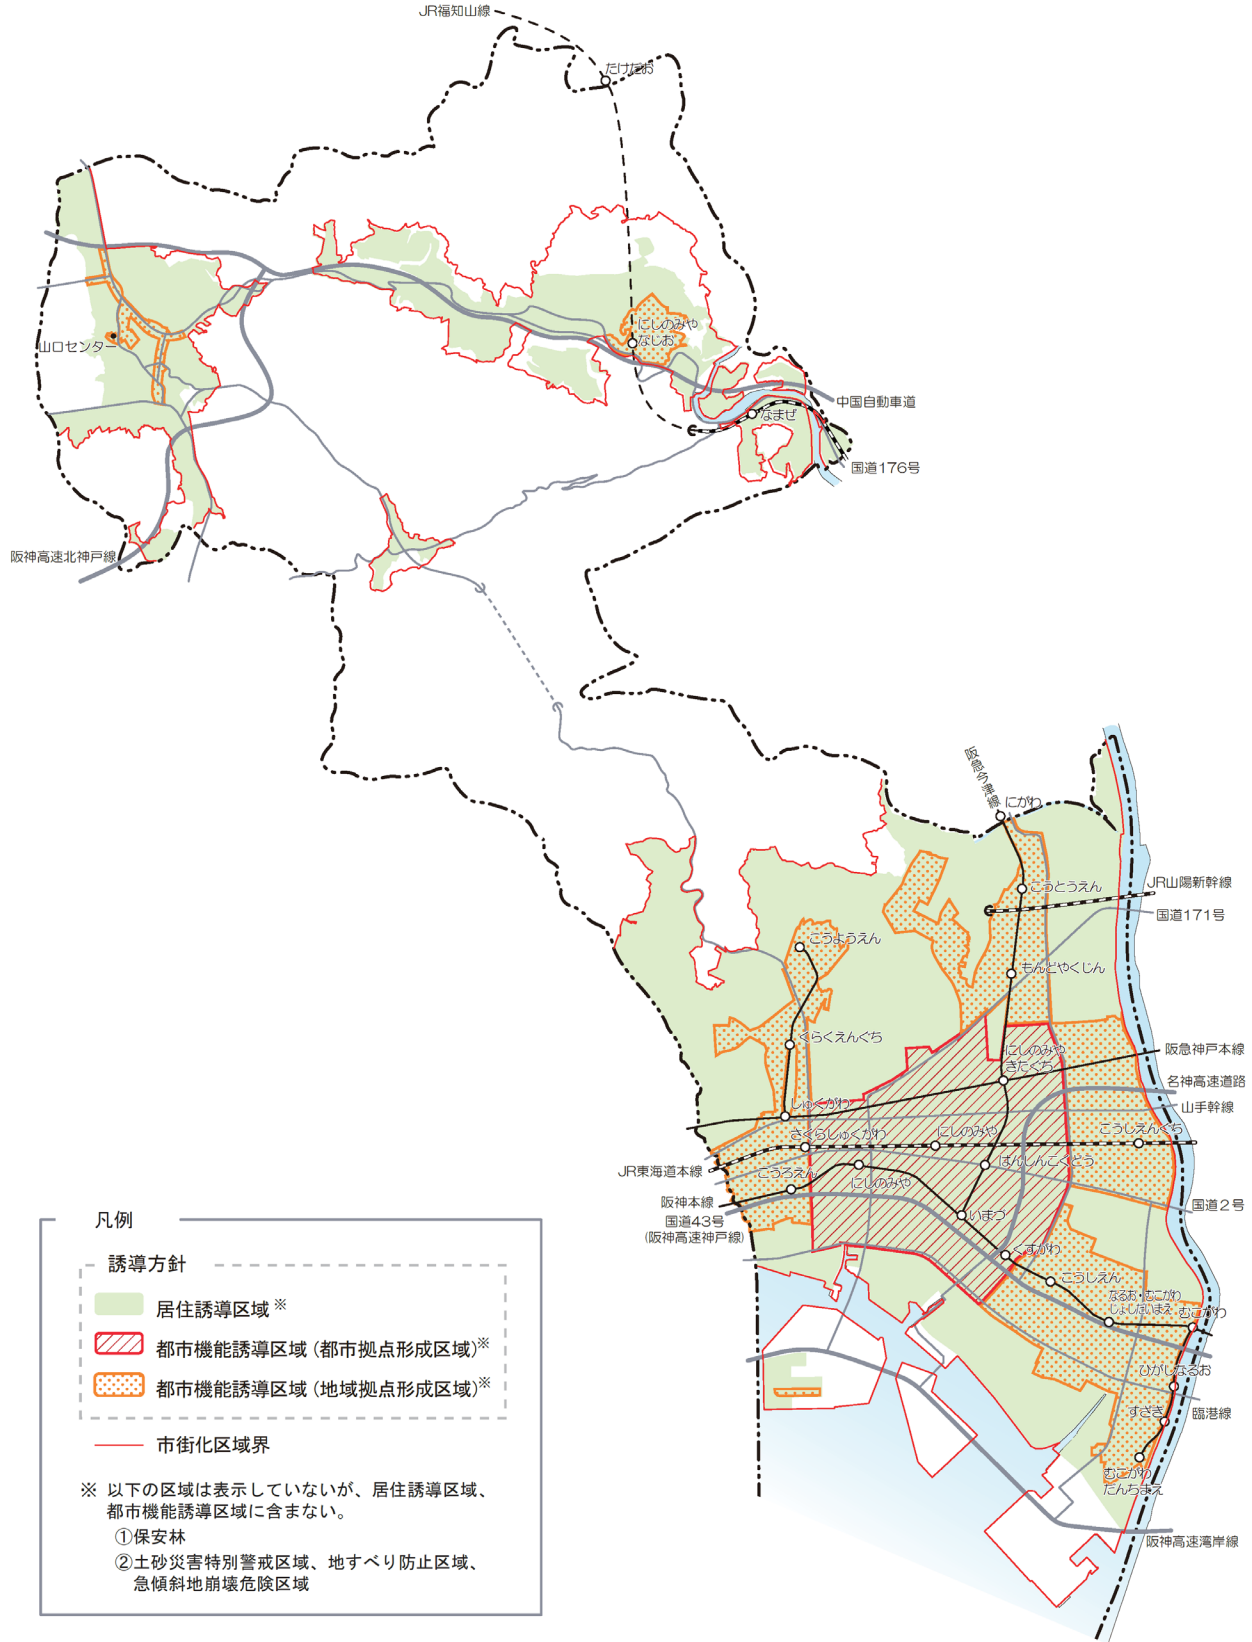 JR福知山線
たけだお
山口センター
にしのみや
なじお
中国自動車道
なまぜ
国道176号
阪神高速北神戸線
阪急今津線
にがわ
こうとうえん
JR山陽新幹線
国道171号
こうようえん
もんどやくじん
くらくえんぐち
にしのみや
きたぐち
阪急神戸本線
名神高速道路
しゅくがわ
山手幹線
さくらしゅくがわ
にしのみや
こうしえんぐち
JR東海道本線
こうろえん
にしのみや
はんしんこくどう
阪神本線
国道2号
国道43号
(阪神高速神戸線)
いまづ
くすがわ
こうしえん
なるお・むこがわ
じょしだいまえ
むこがわ
ひがしなるお
すざき
臨港線
むこがわ
だんちまえ
阪神高速湾岸線
凡例
誘導方針
居住誘導区域※
都市機能誘導区域(都市拠点形成区域)※
都市機能誘導区域(地域拠点形成区域)※
市街化区域界
※ 以下の区域は表示していないが、居住誘導区域、
都市機能誘導区域に含まない。
①保安林
②土砂災害特別警戒区域、地すべり防止区域、
急傾斜地崩壊危険区域